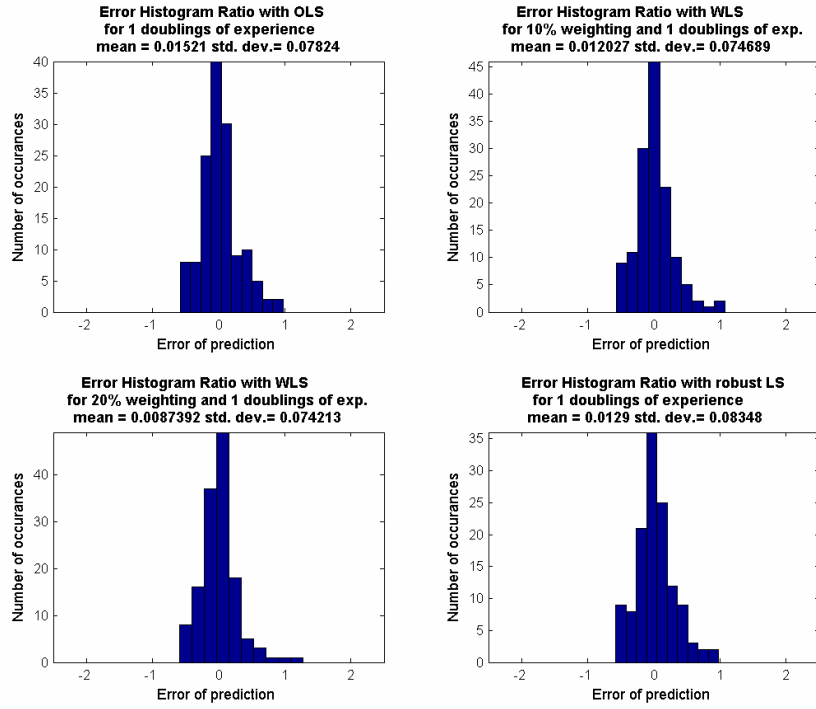 Error Histogram Ratio with OLS
for 1 doublings of experience
mean = 0.01521 std. dev.= 0.07824
40
35
30
25
20
15
10
5
0
Number of occurances
-2 -1 0 1 2
Error of prediction
Error Histogram Ratio with WLS
for 10% weighting and 1 doublings of exp.
mean = 0.012027 std. dev.= 0.074689
45
40
35
30
25
20
15
10
5
0
Number of occurances
-2 -1 0 1 2
Error of prediction
Error Histogram Ratio with WLS
for 20% weighting and 1 doublings of exp.
mean = 0.0087392 std. dev.= 0.074213
40
30
20
10
0
Number of occurances
-2 -1 0 1 2
Error of prediction
Error Histogram Ratio with robust LS
for 1 doublings of experience
mean = 0.0129 std. dev.= 0.08348
35
30
25
20
15
10
5
0
Number of occurances
-2 -1 0 1 2
Error of prediction